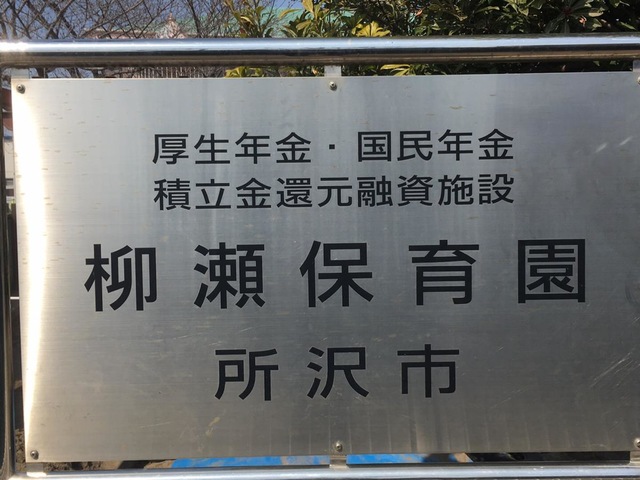 厚生年金・国民年金
積立金還元融資施設
柳瀬保育園
所沢市